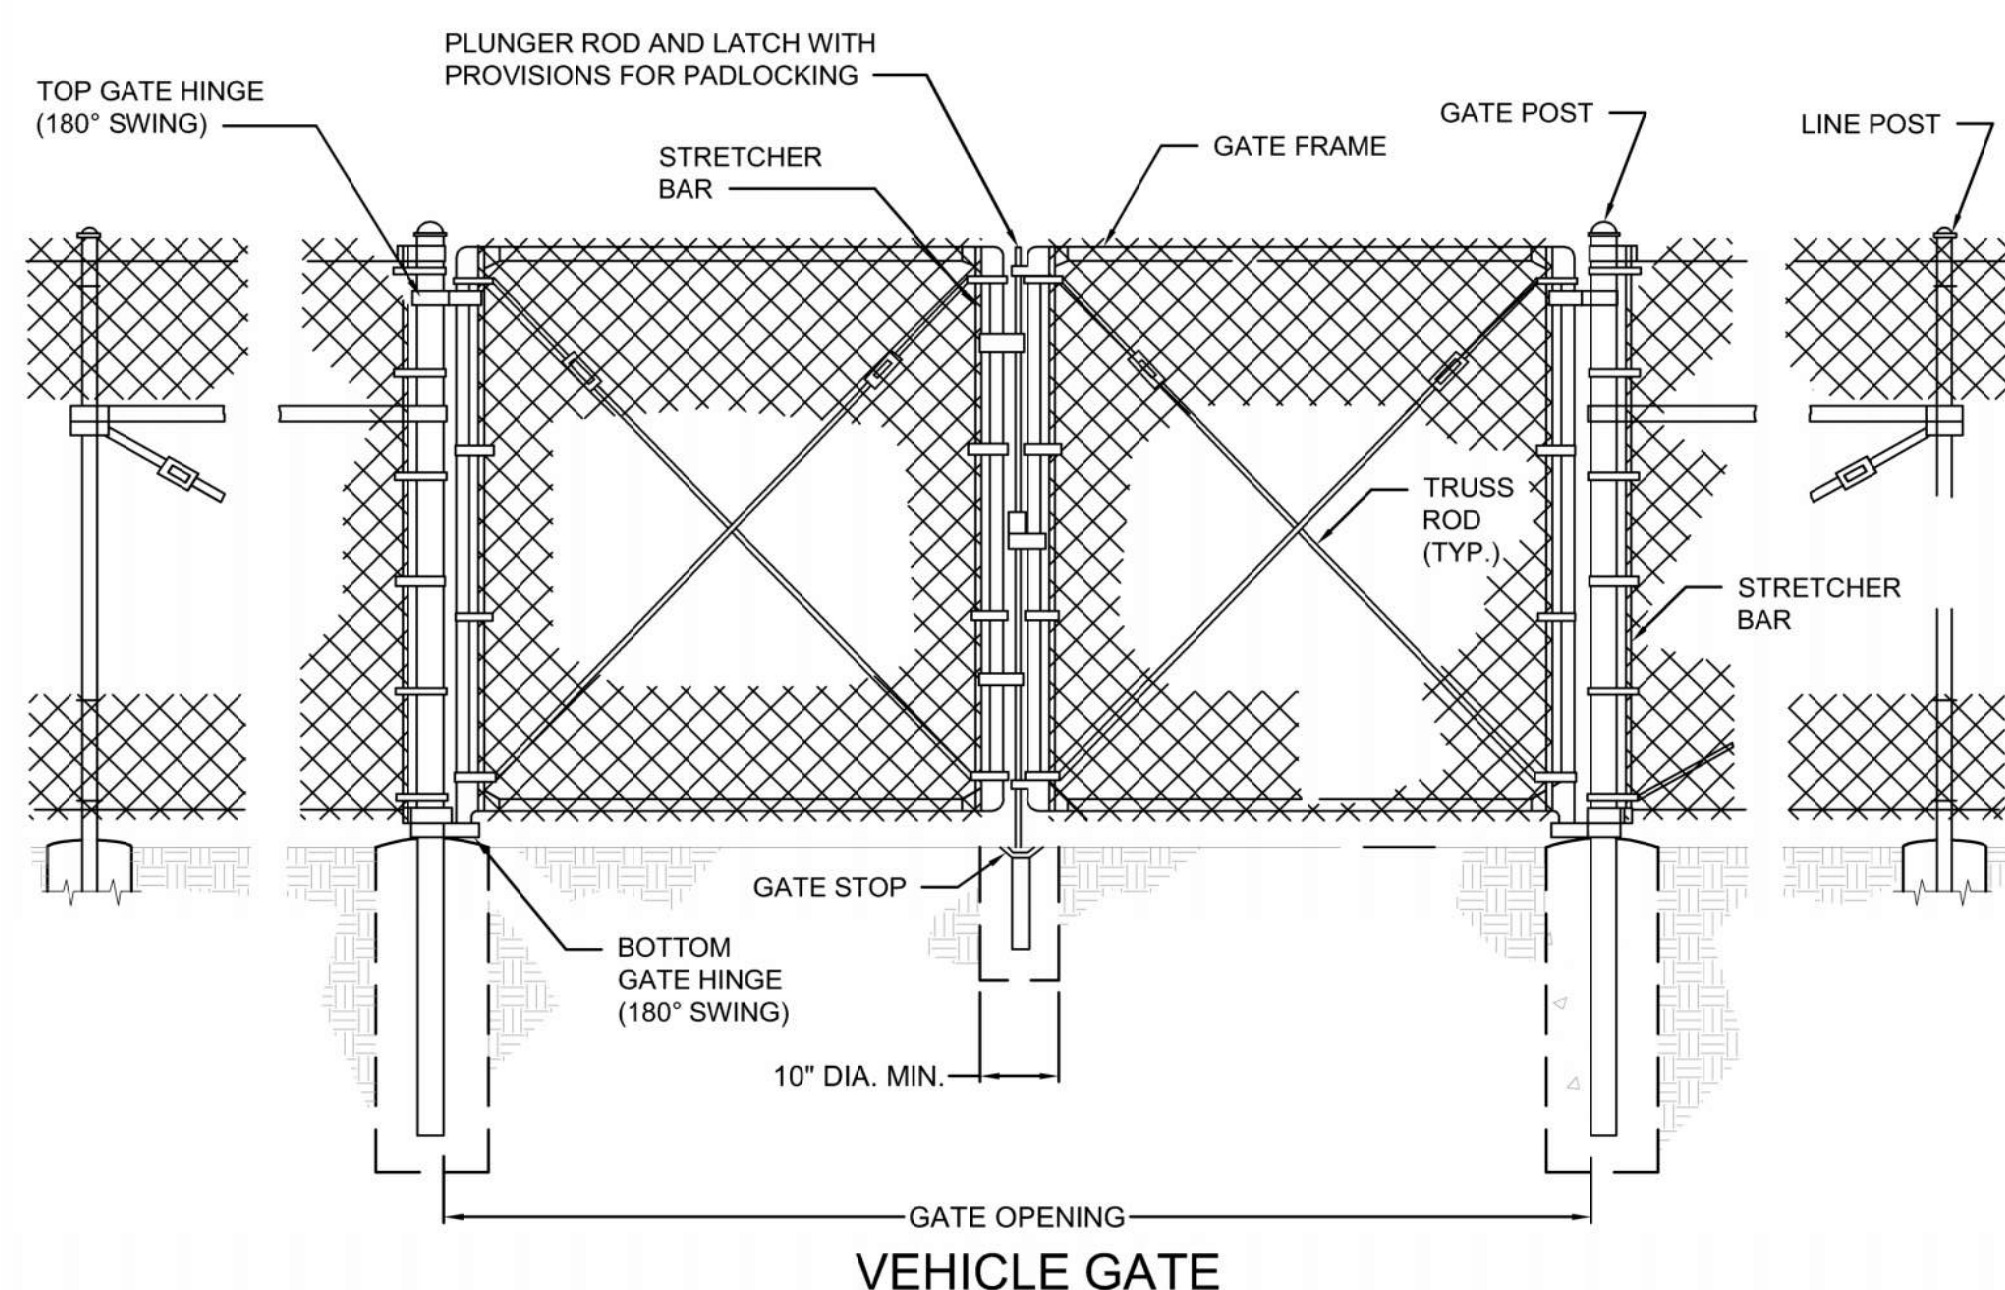 PLUNGER ROD AND LATCH WITH
PROVISIONS FOR PADLOCKING
TOP GATE HINGE
(180° SWING)
STRETCHER
BAR
GATE FRAME
GATE POST
LINE POST
TRUSS
ROD
(TYP.)
STRETCHER
BAR
GATE STOP
BOTTOM
GATE HINGE
(180° SWING)
10" DIA. MIN.
GATE OPENING
VEHICLE GATE